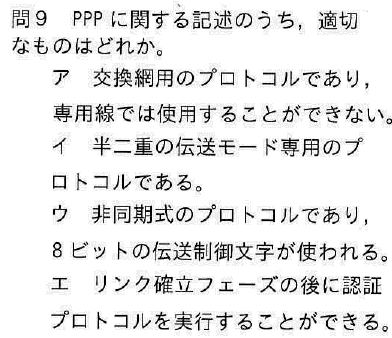 問9 PPPに関する記述のうち，適切
なものはどれか。
ア 交換網用のプロトコルであり，
専用線では使用することができない。
イ 半二重の伝送モード専用のプ
ロトコルである。
ウ 非同期式のプロトコルであり，
8ビットの伝送制御文字が使われる。
エ リンク確立フェーズの後に認証
プロトコルを実行することができる。